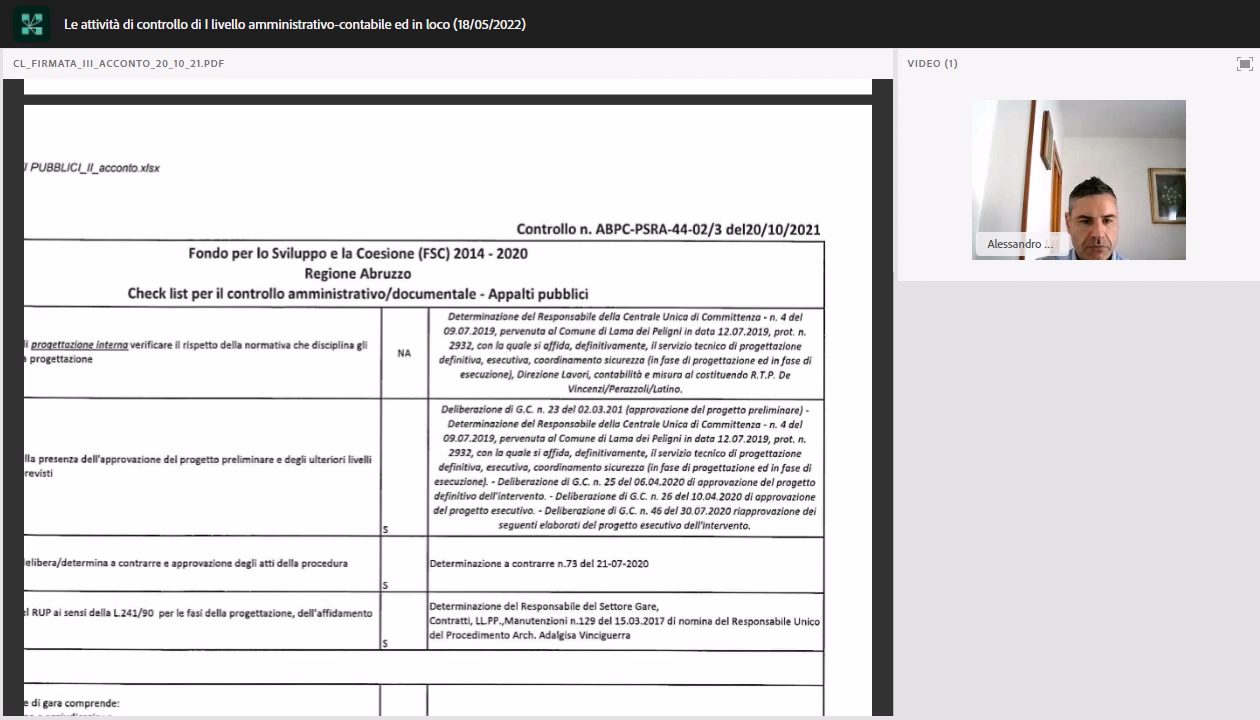 Le attività di controllo di I livello amministrativo-contabile ed in loco (18/05/2022)
CL_FIRMATA_III_ACCONTO_20_10_21.PDF
VIDEO (1)
Alessandro ...
I PUBBLICI_II_acconto.xlsx
Controllo n. ABPC-PSRA-44-02/3 del20/10/2021
Fondo per lo Sviluppo e la Coesione (FSC) 2014 - 2020
Regione Abruzzo
Check list per il controllo amministrativo/documentale - Appalti pubblici
li progettazione interna verificare il rispetto della normativa che disciplina gli
a progettazione
NA
Determinazione del Responsabile della Centrale Unica di Committenza - n. 4 del
09.07.2019, pervenuta al Comune di Lama dei Peligni in data 12.07.2019, prot. n.
2932, con la quale si affida, definitivamente, il servizio tecnico di progettazione
definitiva, esecutiva, coordinamento sicurezza (in fase di progettazione ed in fase di
esecuzione), Direzione Lavori, contabilità e misura al costituendo R.T.P. De
Vincenzi/Perazzoli/Latino.
lla presenza dell'approvazione del progetto preliminare e degli ulteriori livelli
revisti
S
Deliberazione di G.C. n. 23 del 02.03.201 (approvazione del progetto preliminare) -
Determinazione del Responsabile della Centrale Unica di Committenza - n. 4 del
09.07.2019, pervenuta al Comune di Lama dei Peligni in data 12.07.2019, prot. n.
2932, con la quale si affida, definitivamente, il servizio tecnico di progettazione
definitiva, esecutiva, coordinamento sicurezza (in fase di progettazione ed in fase di
esecuzione). - Deliberazione di G.C. n. 25 del 06.04.2020 di approvazione del progetto
definitivo dell'intervento. - Deliberazione di G.C. n. 26 del 10.04.2020 di approvazione
del progetto esecutivo. - Deliberazione di G.C. n. 46 del 30.07.2020 riapprovazione dei
seguenti elaborati del progetto esecutivo dell'intervento.
elibera/determina a contrarre e approvazione degli atti della procedura
S
Determinazione a contrarre n.73 del 21-07-2020
el RUP ai sensi della L.241/90 per le fasi della progettazione, dell'affidamento
S
Determinazione del Responsabile del Settore Gare,
Contratti, LL.PP.,Manutenzioni n.129 del 15.03.2017 di nomina del Responsabile Unico
del Procedimento Arch. Adalgisa Vinciguerra
e di gara comprende: